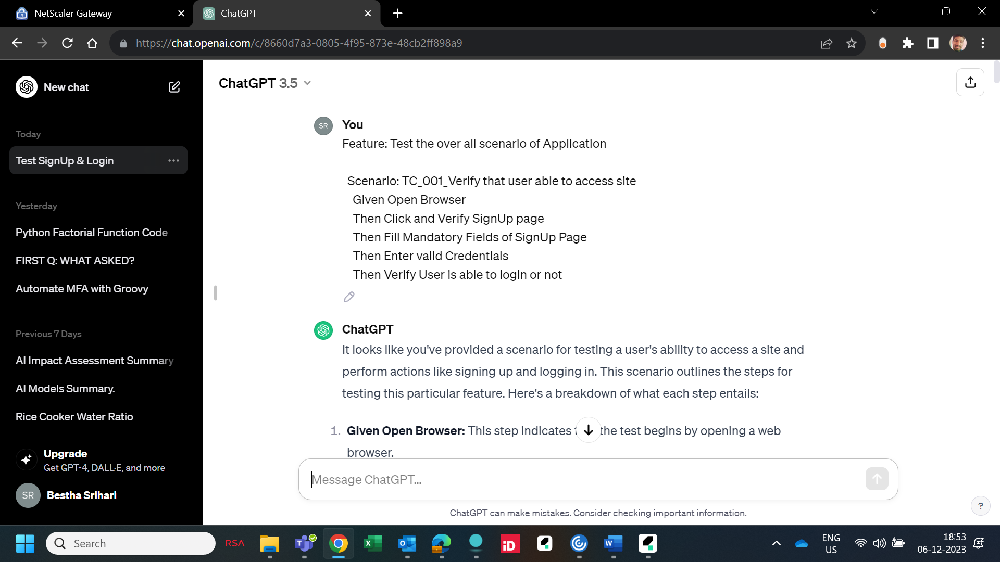 NetScaler Gateway
ChatGPT
https://chat.openai.com/c/8660d7a3-0805-4f95-873e-48cb2ff898a9
New chat
ChatGPT 3.5
Today
Test SignUp & Login
Yesterday
Python Factorial Function Code
FIRST Q: WHAT ASKED?
Automate MFA with Groovy
Previous 7 Days
AI Impact Assessment Summary
AI Models Summary.
Rice Cooker Water Ratio
Upgrade
Get GPT-4, DALL·E, and more
SR
Bestha Srihari
SR
You
Feature: Test the over all scenario of Application
Scenario: TC_001_Verify that user able to access site
Given Open Browser
Then Click and Verify SignUp page
Then Fill Mandatory Fields of SignUp Page
Then Enter valid Credentials
Then Verify User is able to login or not
ChatGPT
It looks like you've provided a scenario for testing a user's ability to access a site and
perform actions like signing up and logging in. This scenario outlines the steps for
testing this particular feature. Here's a breakdown of what each step entails:
1. Given Open Browser: This step indicates the test begins by opening a web
browser.
Message ChatGPT...
ChatGPT can make mistakes. Consider checking important information.
?
Search
RSA
T
X
O
iD
W
ENG
US
18:53
06-12-2023